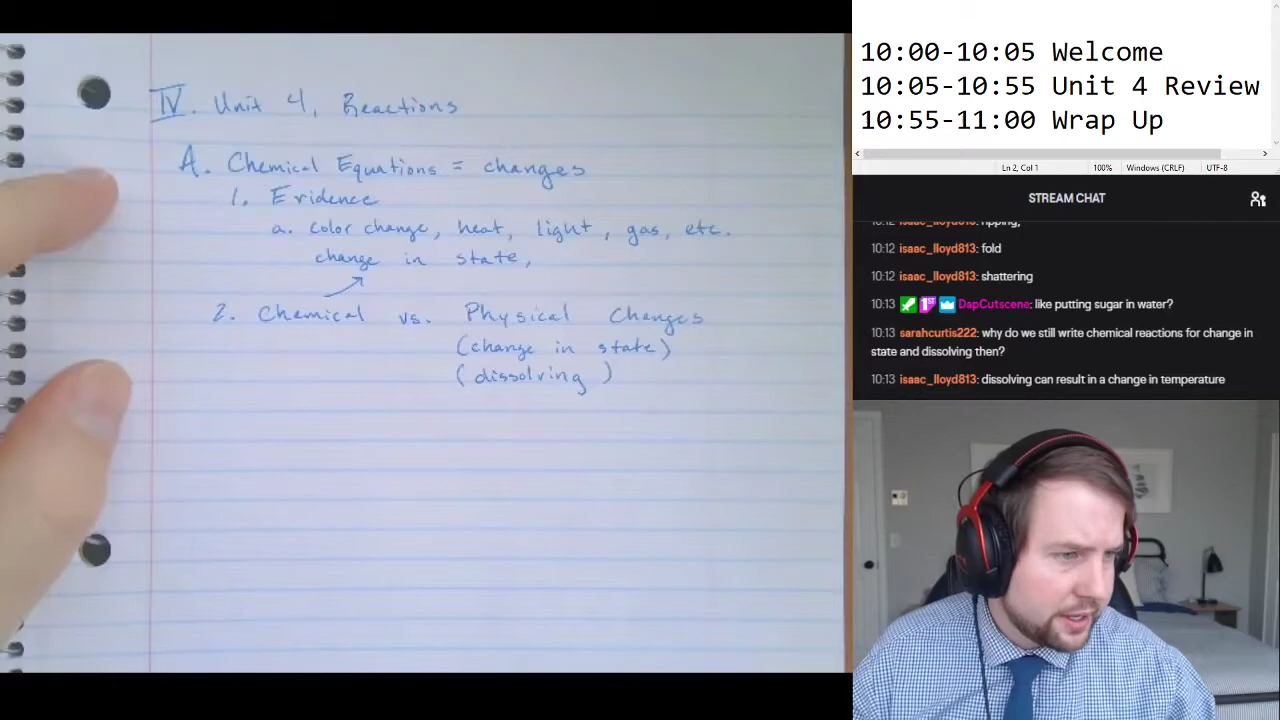 IV. Unit 4, Reactions
A. Chemical Equations = changes
1. Evidence
a. color change, heat, light, gas, etc.
change in state,
2. Chemical vs. Physical Changes
(change in state)
(dissolving)
10:00-10:05 Welcome
10:05-10:55 Unit 4 Review
10:55-11:00 Wrap Up
Ln 2, Col 1 100% Windows (CRLF) UTF-8
STREAM CHAT
10:12 isaac_lloyd813: ripping,
10:12 isaac_lloyd813: fold
10:12 isaac_lloyd813: shattering
10:13 1ST DapCutscene: like putting sugar in water?
10:13 sarahcurtis222: why do we still write chemical reactions for change in
state and dissolving then?
10:13 isaac_lloyd813: dissolving can result in a change in temperature